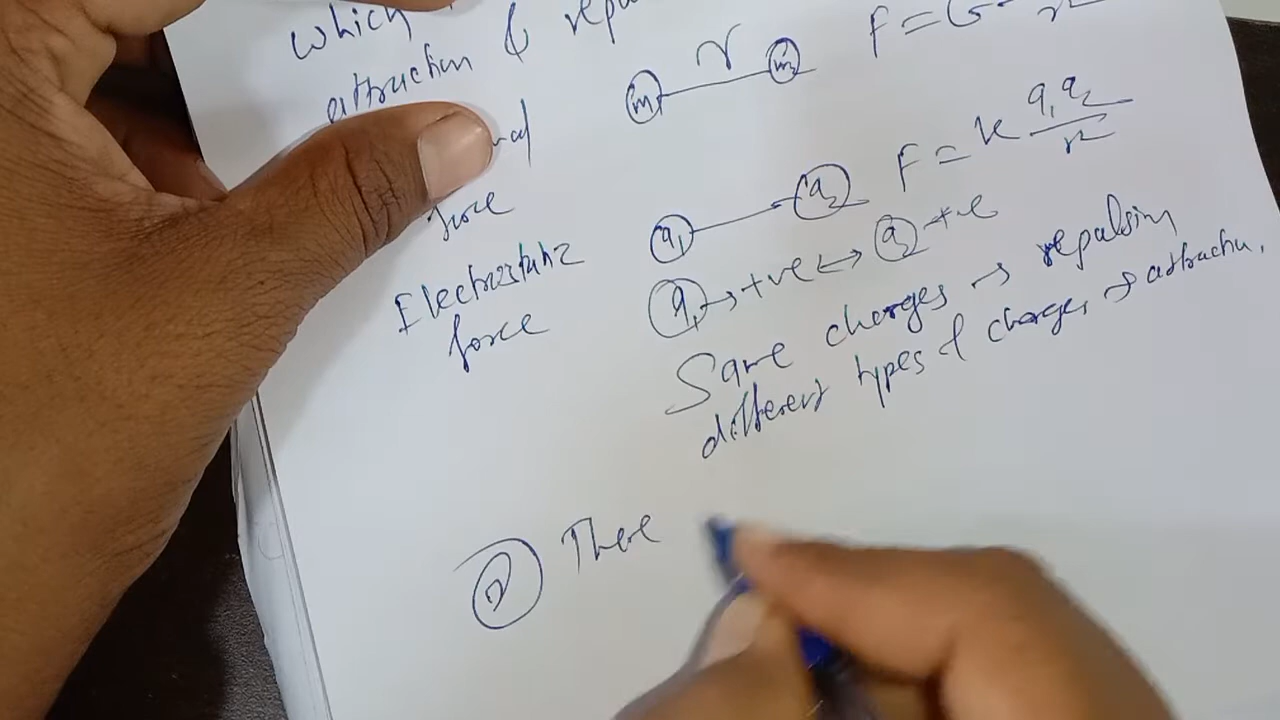 which
attraction &
m1 r m2 F = G
force
q1 q2 F = k q1q2/r2
Electrostatic
force
q1 → +ve ↔ q2 +ve
Same charges → repulsion
different types of charges → attraction.
② There